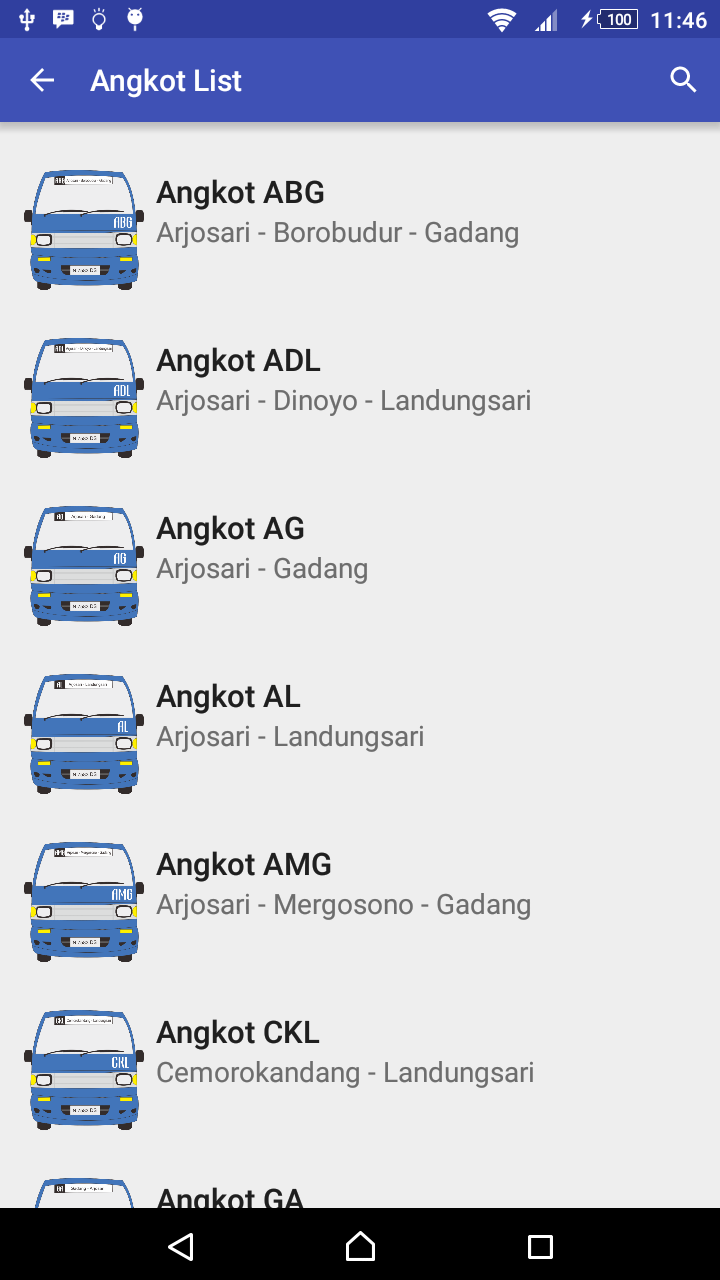 100 11:46
Angkot List
Angkot ABG
Arjosari - Borobudur - Gadang
ABG
Angkot ADL
Arjosari - Dinoyo - Landungsari
ADL
Angkot AG
Arjosari - Gadang
AG
Angkot AL
Arjosari - Landungsari
AL
Angkot AMG
Arjosari - Mergosono - Gadang
AMG
Angkot CKL
Cemorokandang - Landungsari
CKL
Angkot GA